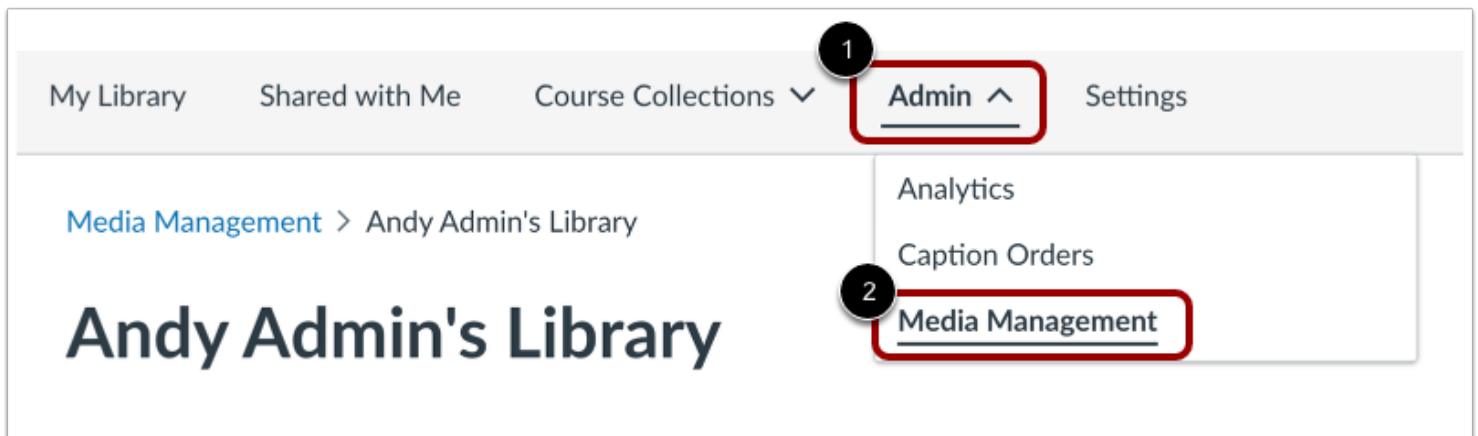 1
My Library Shared with Me Course Collections Admin Settings
Analytics
Media Management > Andy Admin's Library
Caption Orders
2
Media Management
Andy Admin's Library